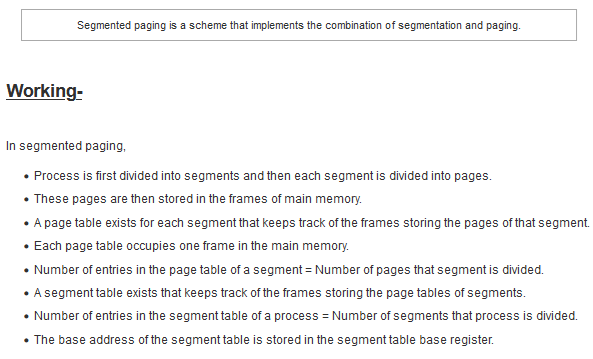 Segmented paging is a scheme that implements the combination of segmentation and paging.
Working-
In segmented paging,
• Process is first divided into segments and then each segment is divided into pages.
• These pages are then stored in the frames of main memory.
• A page table exists for each segment that keeps track of the frames storing the pages of that segment.
• Each page table occupies one frame in the main memory.
• Number of entries in the page table of a segment = Number of pages that segment is divided.
• A segment table exists that keeps track of the frames storing the page tables of segments.
• Number of entries in the segment table of a process = Number of segments that process is divided.
• The base address of the segment table is stored in the segment table base register.